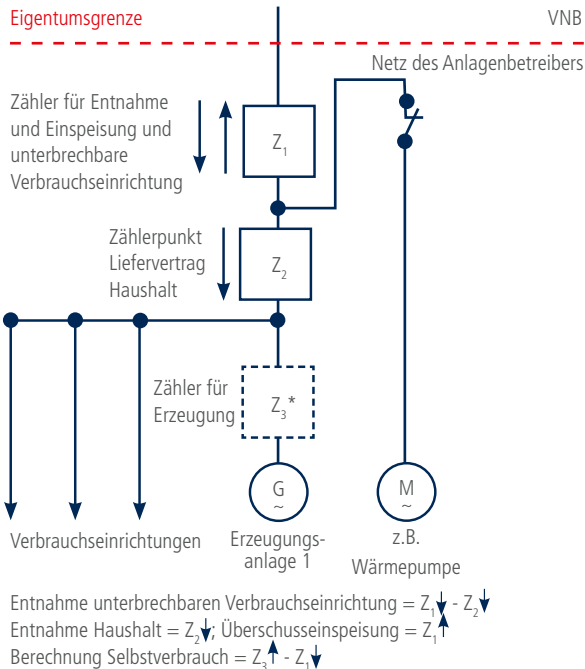 Eigentumsgrenze
VNB
Netz des Anlagenbetreibers
Zähler für Entnahme
und Einspeisung und
unterbrechbare
Verbrauchseinrichtung
Z₁
Zählerpunkt
Liefervertrag
Haushalt
Z₂
Zähler für
Erzeugung
Z₃*
G
~
M
~
Verbrauchseinrichtungen
Erzeugungs-
anlage 1
z.B.
Wärmepumpe
Entnahme unterbrechbaren Verbrauchseinrichtung = Z₁↓ - Z₂↓
Entnahme Haushalt = Z₂↓; Überschusseinspeisung = Z₁↑
Berechnung Selbstverbrauch = Z₃↑ - Z₁↓